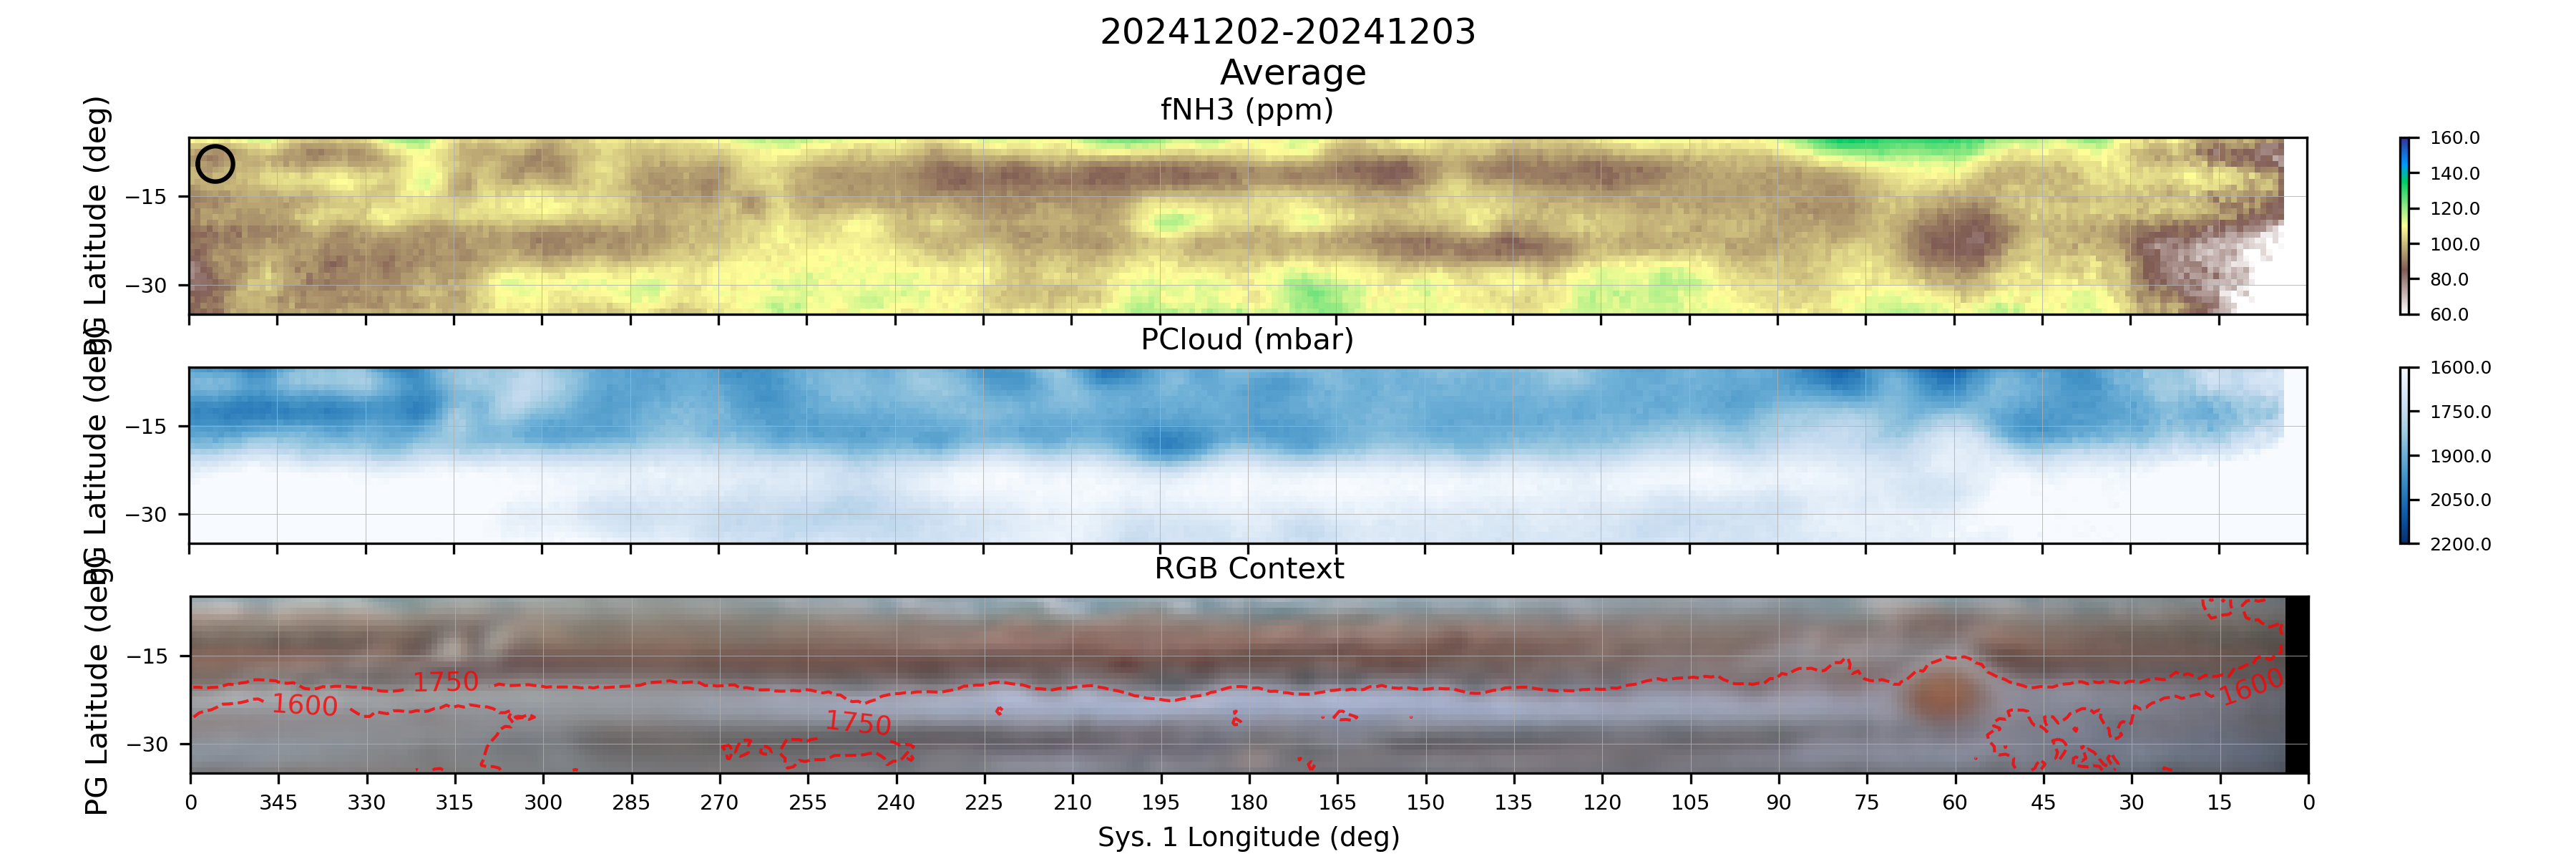 20241202-20241203
Average
fNH3 (ppm)
PG Latitude (deg)
−15
−30
160.0
140.0
120.0
100.0
80.0
60.0
PCloud (mbar)
PG Latitude (deg)
−15
−30
1600.0
1750.0
1900.0
2050.0
2200.0
RGB Context
PG Latitude (deg)
−15
−30
1750
1600
1750
1600
0 345 330 315 300 285 270 255 240 225 210 195 180 165 150 135 120 105 90 75 60 45 30 15 0
Sys. 1 Longitude (deg)